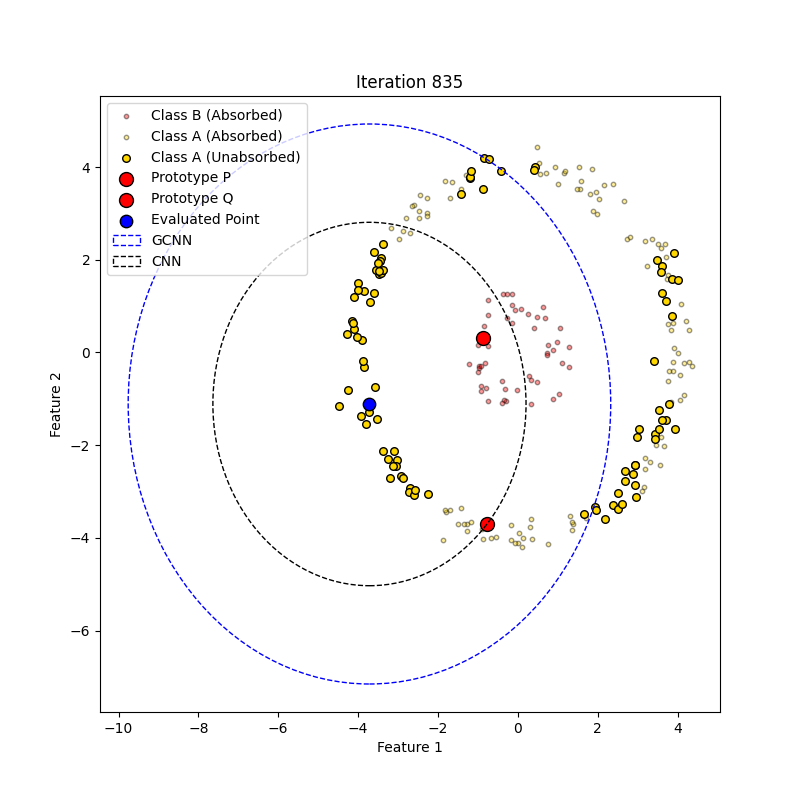 Iteration 835
Class B (Absorbed)
Class A (Absorbed)
Class A (Unabsorbed)
Prototype P
Prototype Q
Evaluated Point
GCNN
CNN
Feature 2
4
2
0
−2
−4
−6
−10
−8
−6
−4
−2
0
2
4
Feature 1